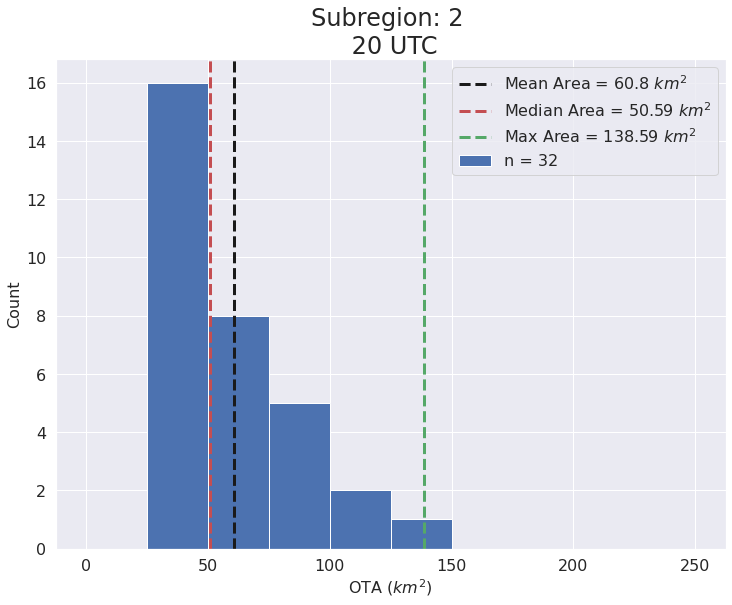 Subregion: 2
20 UTC
Mean Area = 60.8 km²
Median Area = 50.59 km²
Max Area = 138.59 km²
n = 32
16
14
12
10
8
6
4
2
0
Count
0 50 100 150 200 250
OTA (km²)